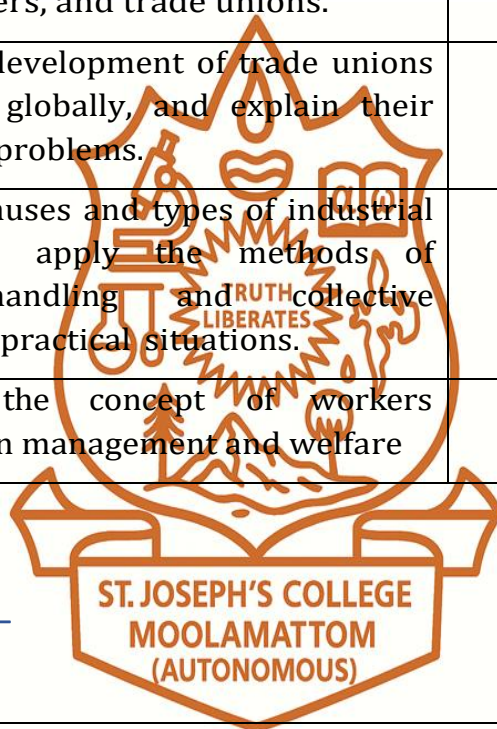 ers, and trade unions.
development of trade unions
globally, and explain their
problems.
auses and types of industrial
apply the methods of
handling and collective
practical situations.
the concept of workers
n management and welfare
α ω
TRUTH
LIBERATES
ST. JOSEPH'S COLLEGE
MOOLAMATTOM
(AUTONOMOUS)